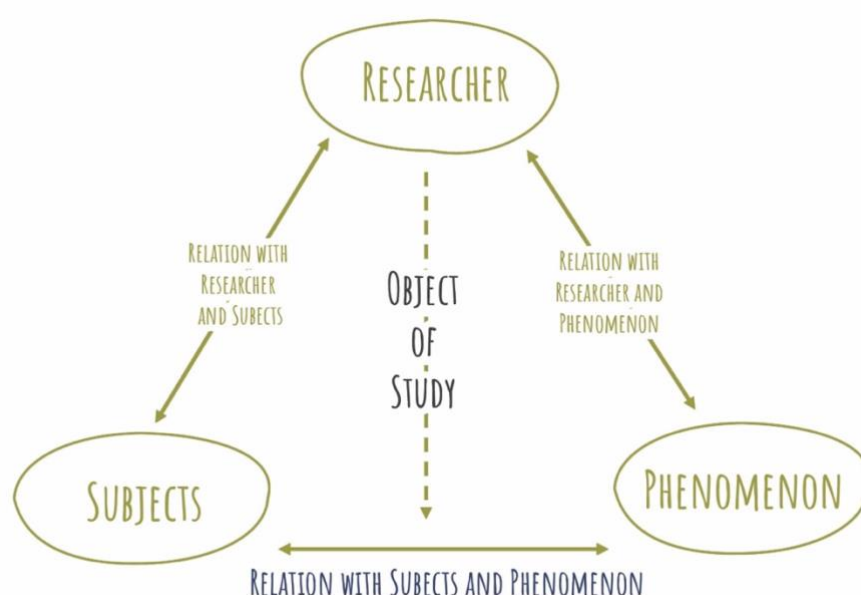 RESEARCHER
RELATION WITH
RESEARCHER
AND SUBECTS
OBJECT
OF
STUDY
RELATION WITH
RESEARCHER AND
PHENOMENON
SUBJECTS
PHENOMENON
RELATION WITH SUBECTS AND PHENOMENON